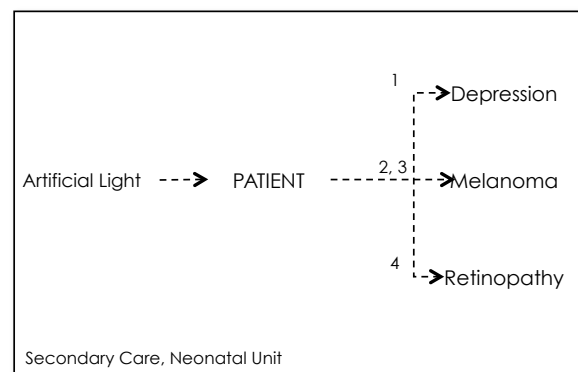 1
Depression
Artificial Light
PATIENT
2, 3
Melanoma
4
Retinopathy
Secondary Care, Neonatal Unit